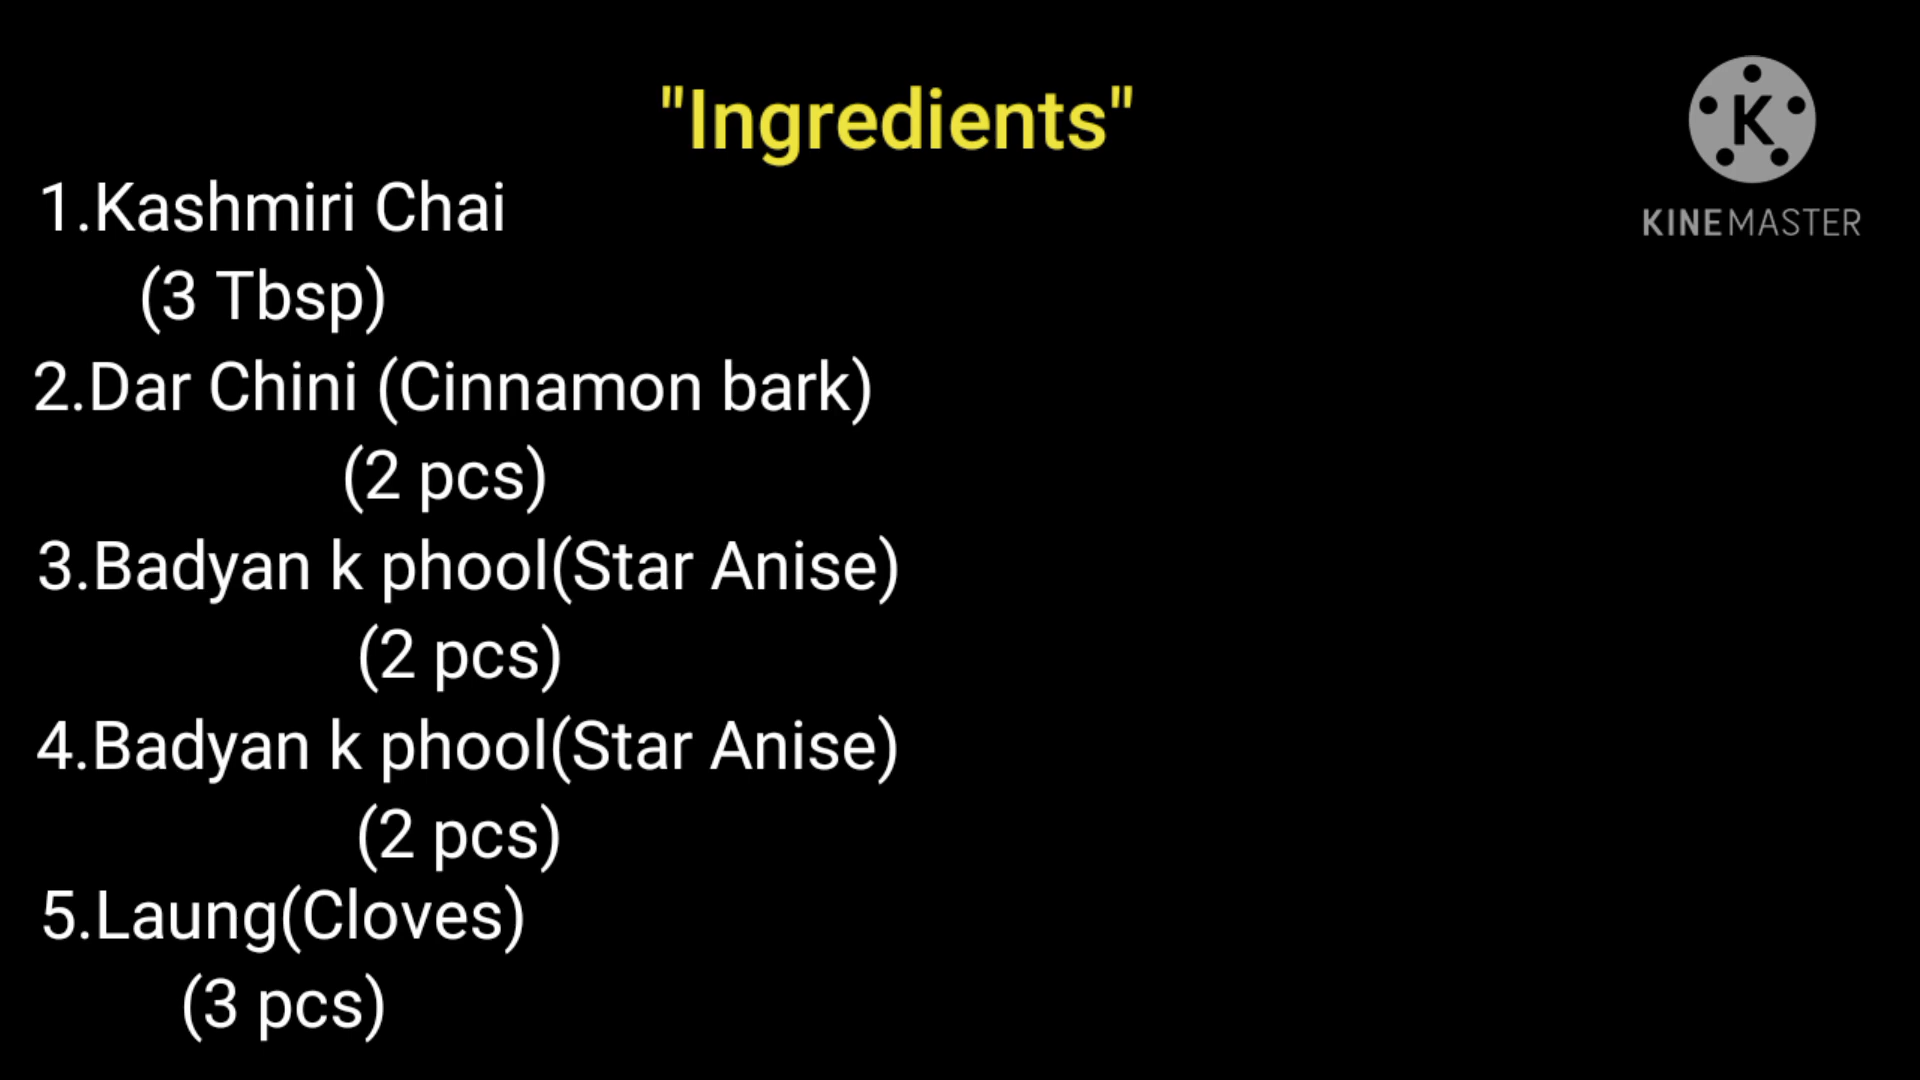 "Ingredients"
1.Kashmiri Chai
(3 Tbsp)
2.Dar Chini (Cinnamon bark)
(2 pcs)
3.Badyan k phool(Star Anise)
(2 pcs)
4.Badyan k phool(Star Anise)
(2 pcs)
5.Laung(Cloves)
(3 pcs)
K
KINEMASTER